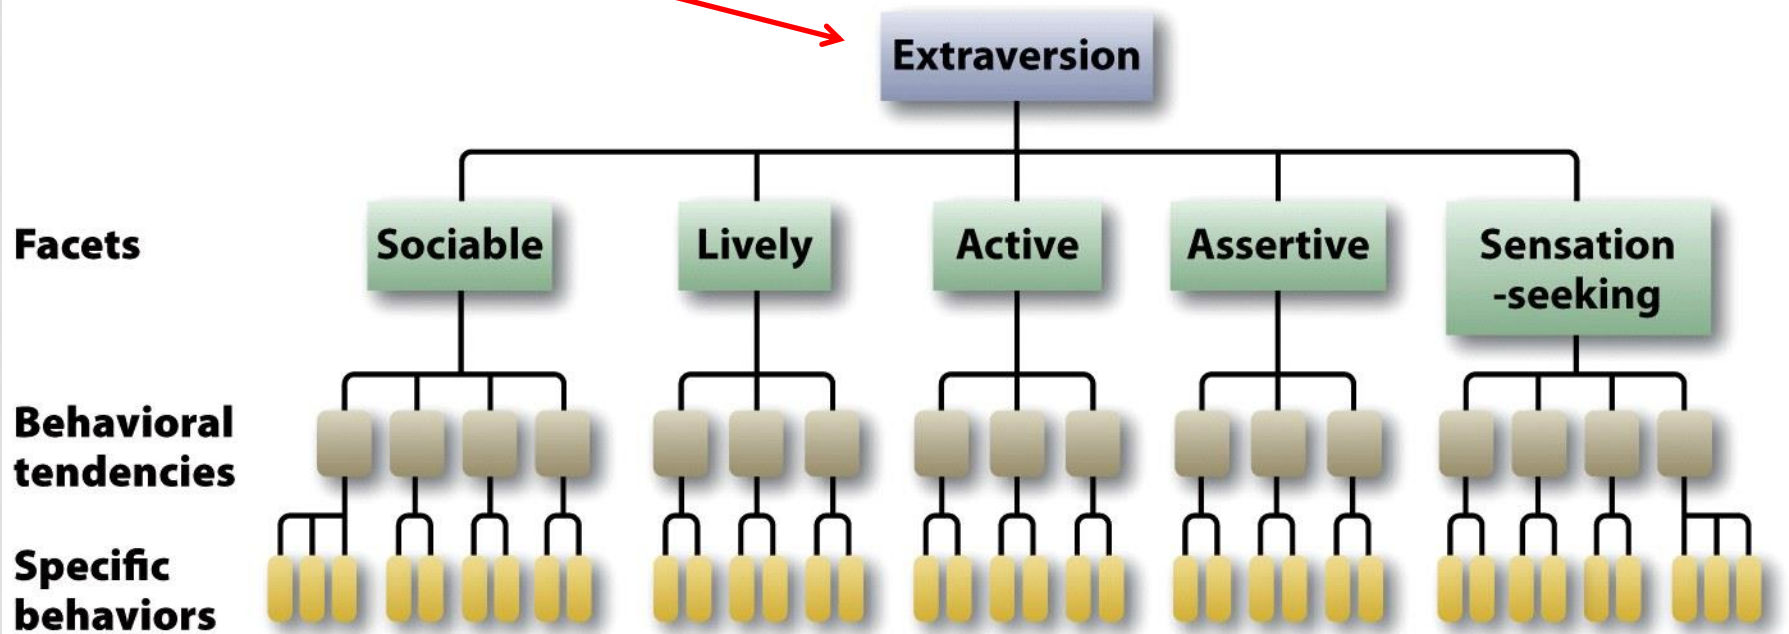 Extraversion
Facets
Sociable
Lively
Active
Assertive
Sensation
-seeking
Behavioral
tendencies
Specific
behaviors